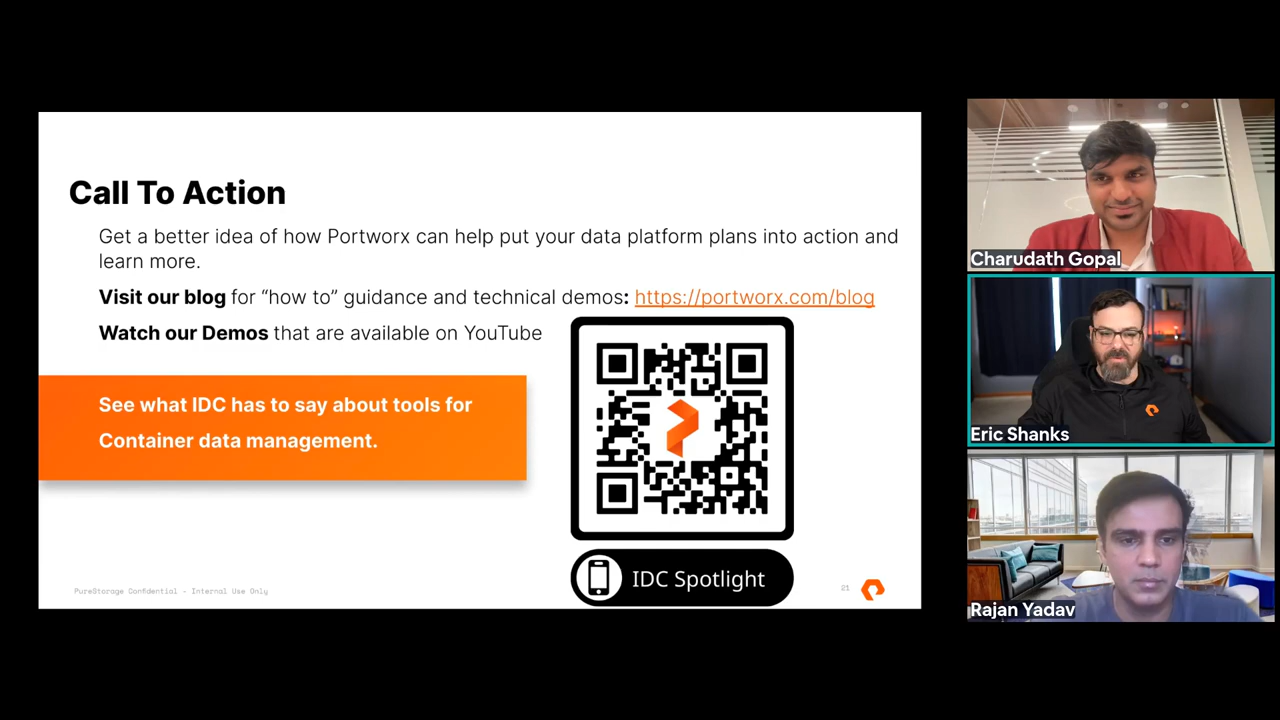 Call To Action
Get a better idea of how Portworx can help put your data platform plans into action and
learn more.
Visit our blog for “how to” guidance and technical demos: https://portworx.com/blog
Watch our Demos that are available on YouTube
See what IDC has to say about tools for
Container data management.
IDC Spotlight
PureStorage Confidential - Internal Use Only
21
Charudath Gopal
Eric Shanks
Rajan Yadav